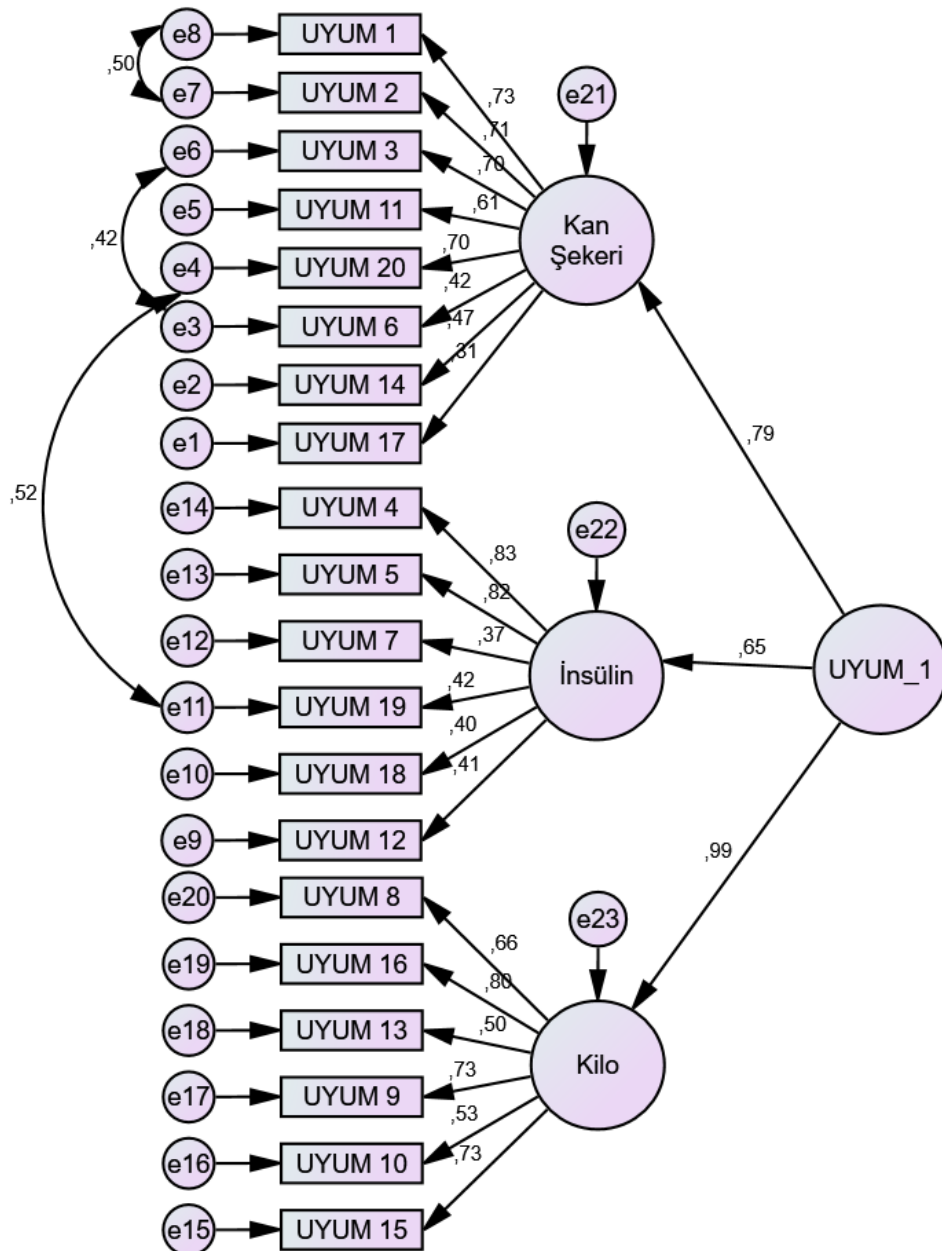 e8
UYUM 1
,50
e7
UYUM 2
e6
UYUM 3
e5
UYUM 11
,42
e4
UYUM 20
e3
UYUM 6
e2
UYUM 14
e1
UYUM 17
,73
,71
,70
,61
,70
,42
,47
,31
e21
Kan
Şekeri
,79
,52
e14
UYUM 4
e13
UYUM 5
e12
UYUM 7
e11
UYUM 19
e10
UYUM 18
e9
UYUM 12
,83
,82
,37
,42
,40
,41
e22
İnsülin
,65
UYUM_1
,99
e20
UYUM 8
e19
UYUM 16
e18
UYUM 13
e17
UYUM 9
e16
UYUM 10
e15
UYUM 15
,66
,80
,50
,73
,53
,73
e23
Kilo